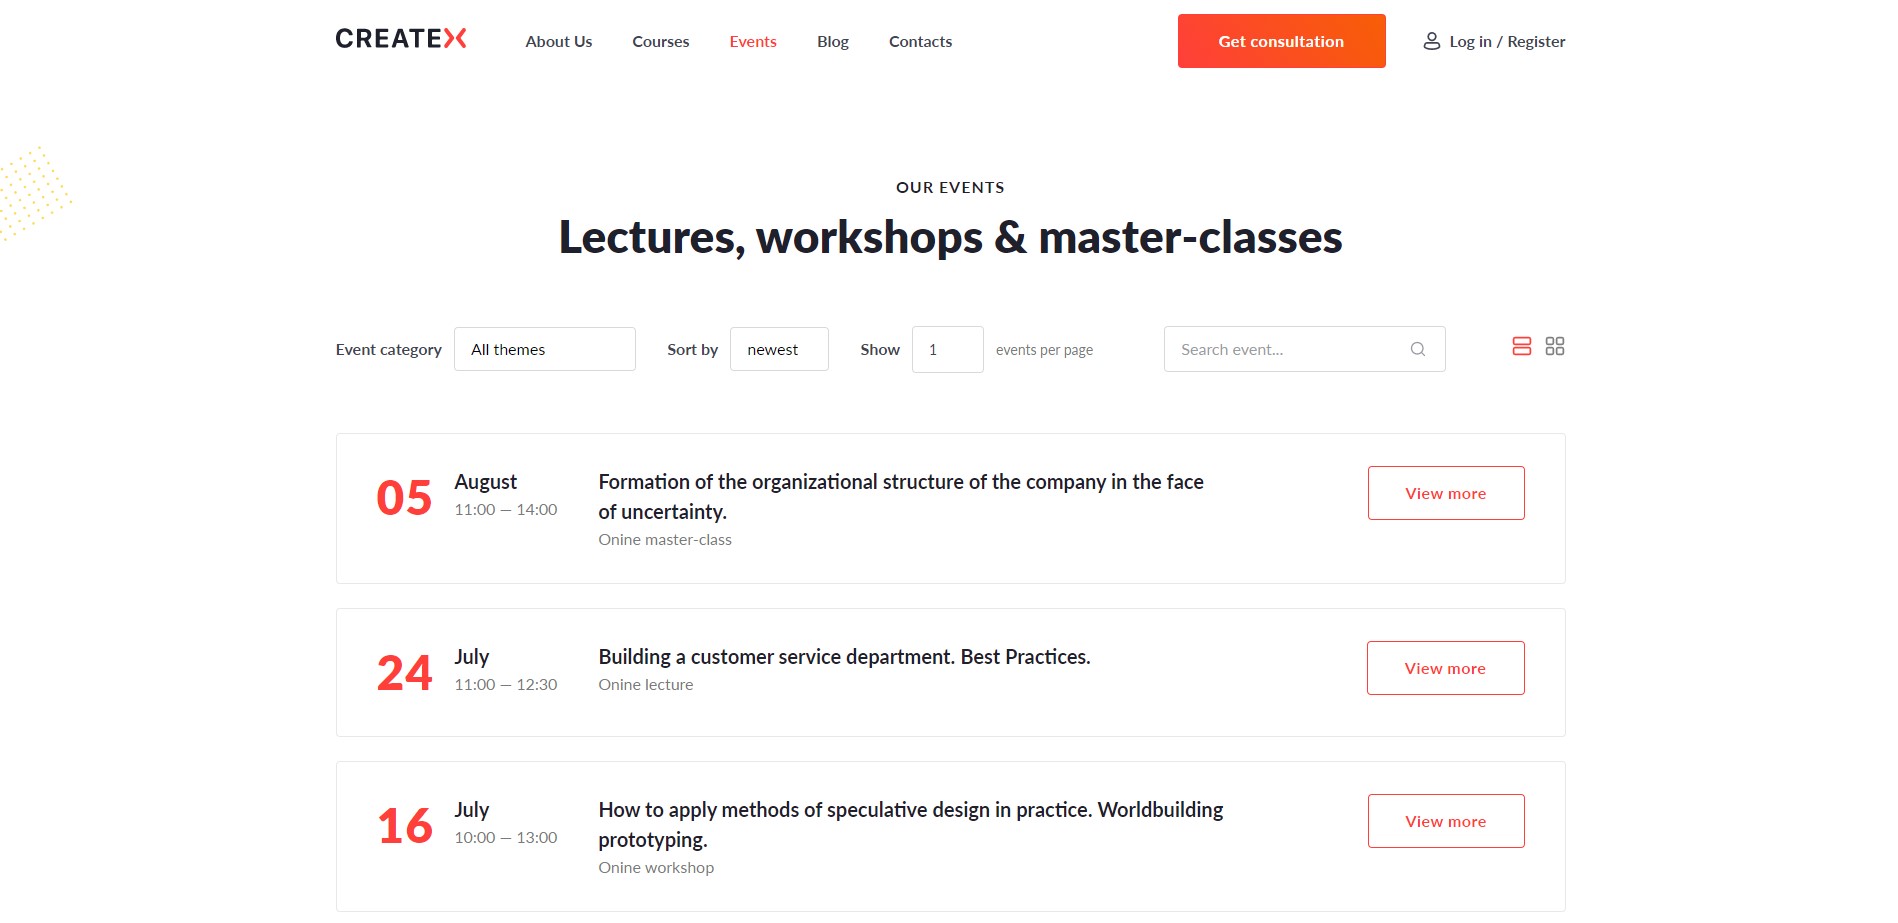 CREATEX
About Us Courses Events Blog Contacts Get consultation Log in / Register
OUR EVENTS
Lectures, workshops & master-classes
Event category All themes Sort by newest Show 1 events per page Search event...
05 August
11:00 — 14:00
Formation of the organizational structure of the company in the face
of uncertainty.
Onine master-class
View more
24 July
11:00 — 12:30
Building a customer service department. Best Practices.
Onine lecture
View more
16 July
10:00 — 13:00
How to apply methods of speculative design in practice. Worldbuilding
prototyping.
Onine workshop
View more